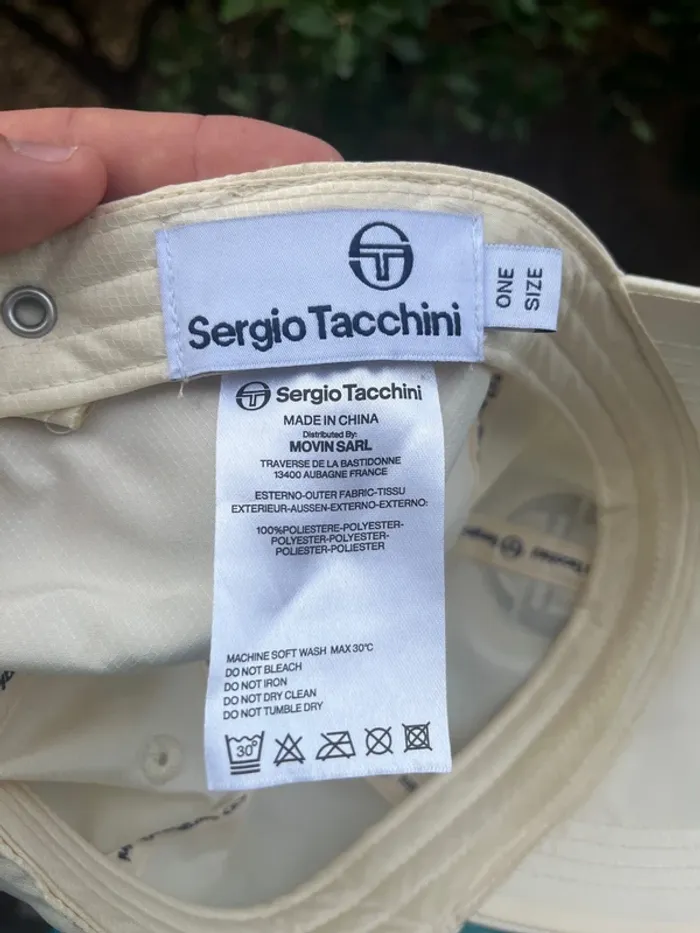 Sergio Tacchini
ONE
SIZE
Sergio Tacchini
MADE IN CHINA
Distributed By:
MOVIN SARL
TRAVERSE DE LA BASTIDONNE
13400 AUBAGNE FRANCE
ESTERNO-OUTER FABRIC-TISSU
EXTERIEUR-AUSSEN-EXTERNO-EXTERNO:
100%POLIESTERE-POLYESTER-
POLYESTER-POLYESTER-
POLIESTER-POLIESTER
MACHINE SOFT WASH MAX 30°C
DO NOT BLEACH
DO NOT IRON
DO NOT DRY CLEAN
DO NOT TUMBLE DRY
30°
Tacchini